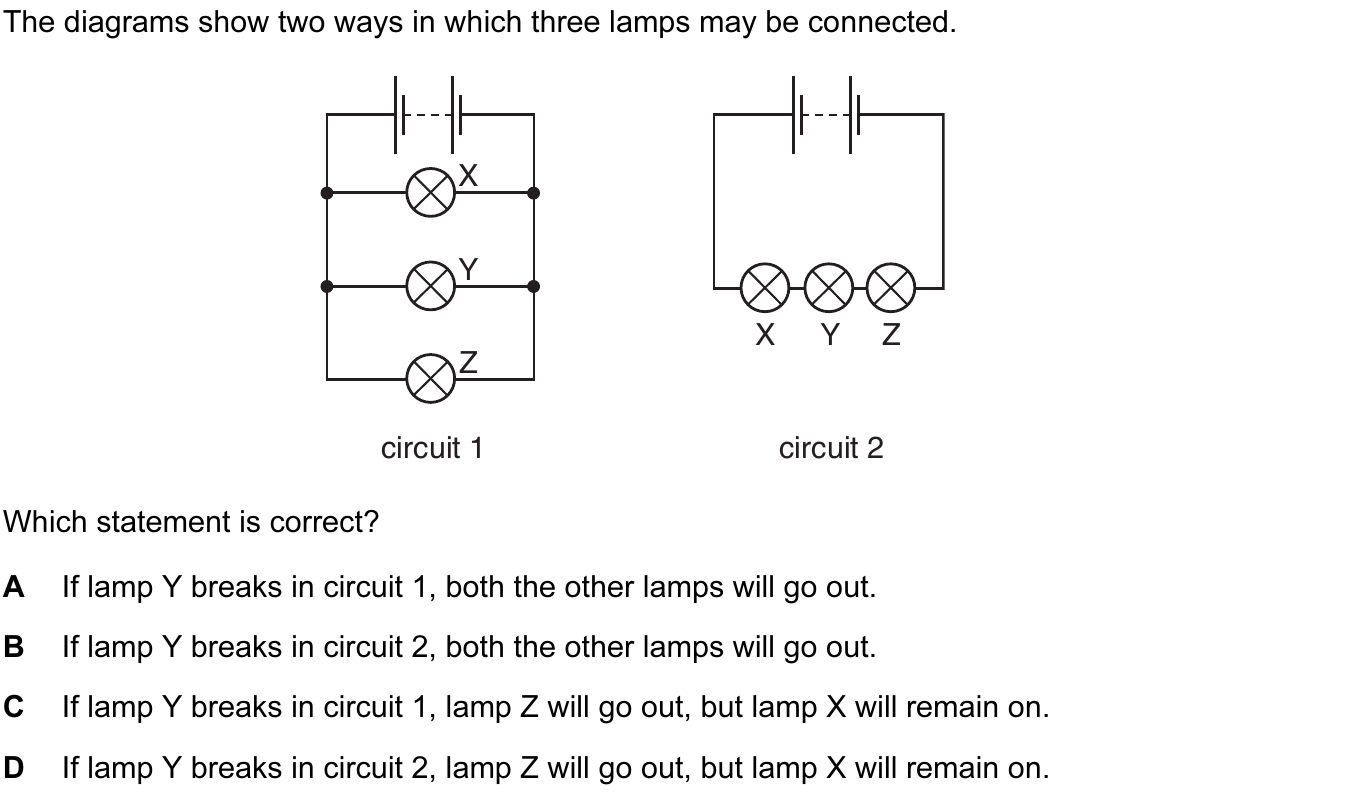 The diagrams show two ways in which three lamps may be connected.
X
Y
Z
X Y Z
circuit 1
circuit 2
Which statement is correct?
A If lamp Y breaks in circuit 1, both the other lamps will go out.
B If lamp Y breaks in circuit 2, both the other lamps will go out.
C If lamp Y breaks in circuit 1, lamp Z will go out, but lamp X will remain on.
D If lamp Y breaks in circuit 2, lamp Z will go out, but lamp X will remain on.